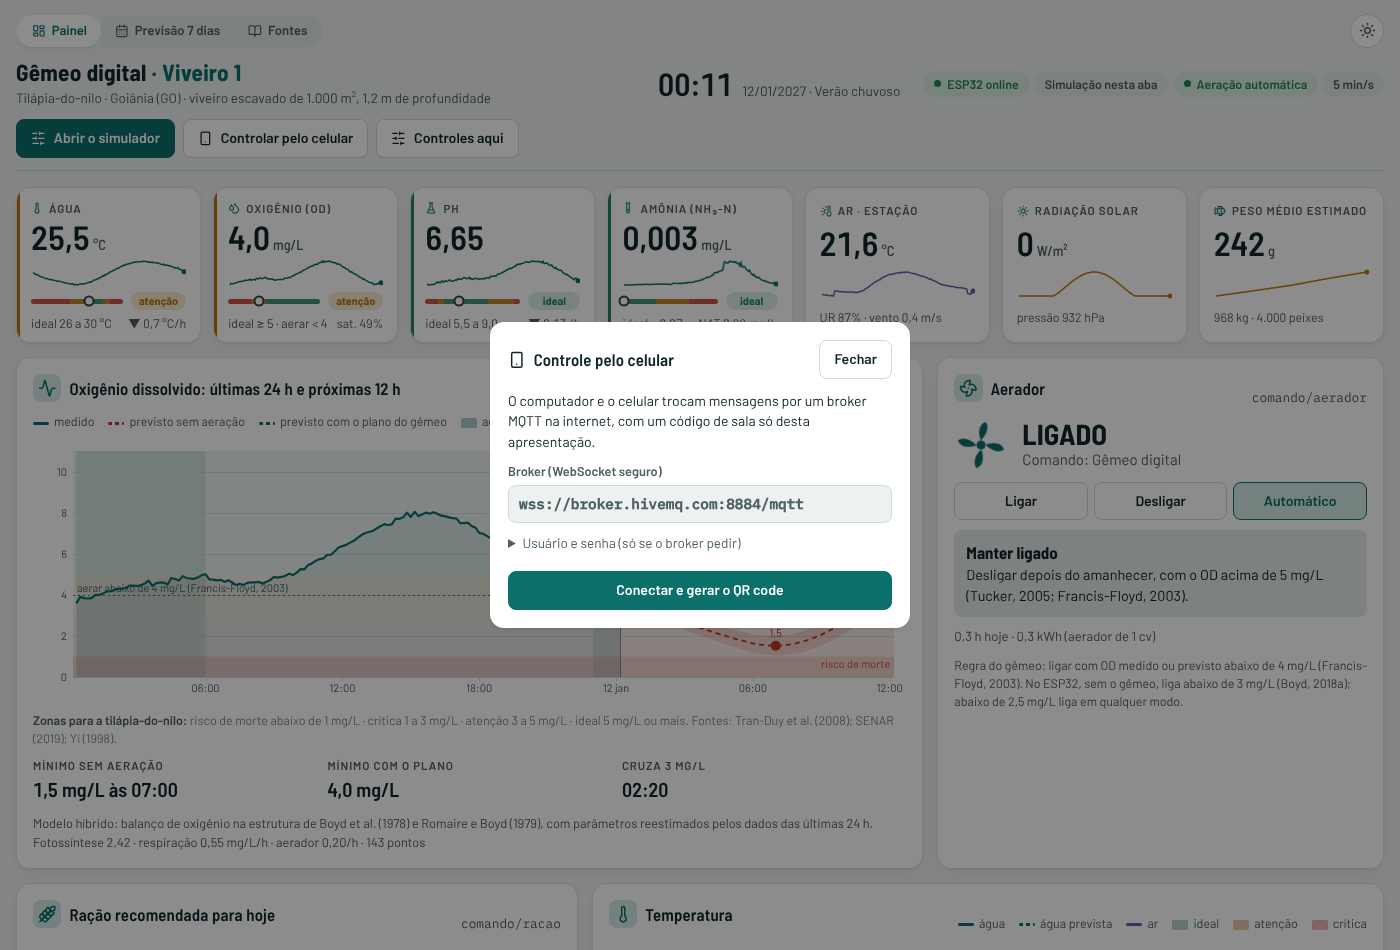 Painel
Previsão 7 dias
Fontes
Gêmeo digital · Viveiro 1
Tilápia-do-nilo · Goiânia (GO) · viveiro escavado de 1.000 m², 1,2 m de profundidade
00:11 12/01/2027 · Verão chuvoso
ESP32 online
Simulação nesta aba
Aeração automática
5 min/s
Abrir o simulador
Controlar pelo celular
Controles aqui
ÁGUA
25,5 °C
atenção
ideal 26 a 30 °C ▼ 0,7 °C/h
OXIGÊNIO (OD)
4,0 mg/L
atenção
ideal ≥ 5 · aerar < 4 sat. 49%
PH
6,65
ideal
ideal 5,5 a 9,0
AMÔNIA (NH₃-N)
0,003 mg/L
ideal
AR · ESTAÇÃO
21,6 °C
UR 87% · vento 0,4 m/s
RADIAÇÃO SOLAR
0 W/m²
pressão 932 hPa
PESO MÉDIO ESTIMADO
242 g
968 kg · 4.000 peixes
Controle pelo celular
Fechar
O computador e o celular trocam mensagens por um broker
MQTT na internet, com um código de sala só desta
apresentação.
Broker (WebSocket seguro)
wss://broker.hivemq.com:8884/mqtt
▶ Usuário e senha (só se o broker pedir)
Conectar e gerar o QR code
Oxigênio dissolvido: últimas 24 h e próximas 12 h
medido
previsto sem aeração
previsto com o plano do gêmeo
10
8
6
4
2
0
aerar abaixo de 4 mg/L (Francis-Floyd, 2003)
1,5
risco de morte
06:00
12:00
18:00
12 jan
06:00
12:00
Zonas para a tilápia-do-nilo: risco de morte abaixo de 1 mg/L · crítica 1 a 3 mg/L · atenção 3 a 5 mg/L · ideal 5 mg/L ou mais. Fontes: Tran-Duy et al. (2008); SENAR
(2019); Yi (1998).
MÍNIMO SEM AERAÇÃO
1,5 mg/L às 07:00
MÍNIMO COM O PLANO
4,0 mg/L
CRUZA 3 MG/L
02:20
Modelo híbrido: balanço de oxigênio na estrutura de Boyd et al. (1978) e Romaire e Boyd (1979), com parâmetros reestimados pelos dados das últimas 24 h.
Fotossíntese 2,42 · respiração 0,55 mg/L/h · aerador 0,20/h · 143 pontos
Aerador
comando/aerador
LIGADO
Comando: Gêmeo digital
Ligar
Desligar
Automático
Manter ligado
Desligar depois do amanhecer, com o OD acima de 5 mg/L
(Tucker, 2005; Francis-Floyd, 2003).
0,3 h hoje · 0,3 kWh (aerador de 1 cv)
Regra do gêmeo: ligar com OD medido ou previsto abaixo de 4 mg/L (Francis-
Floyd, 2003). No ESP32, sem o gêmeo, liga abaixo de 3 mg/L (Boyd, 2018a);
abaixo de 2,5 mg/L liga em qualquer modo.
Ração recomendada para hoje
comando/racao
Temperatura
água
água prevista
ar
ideal
atenção
crítica